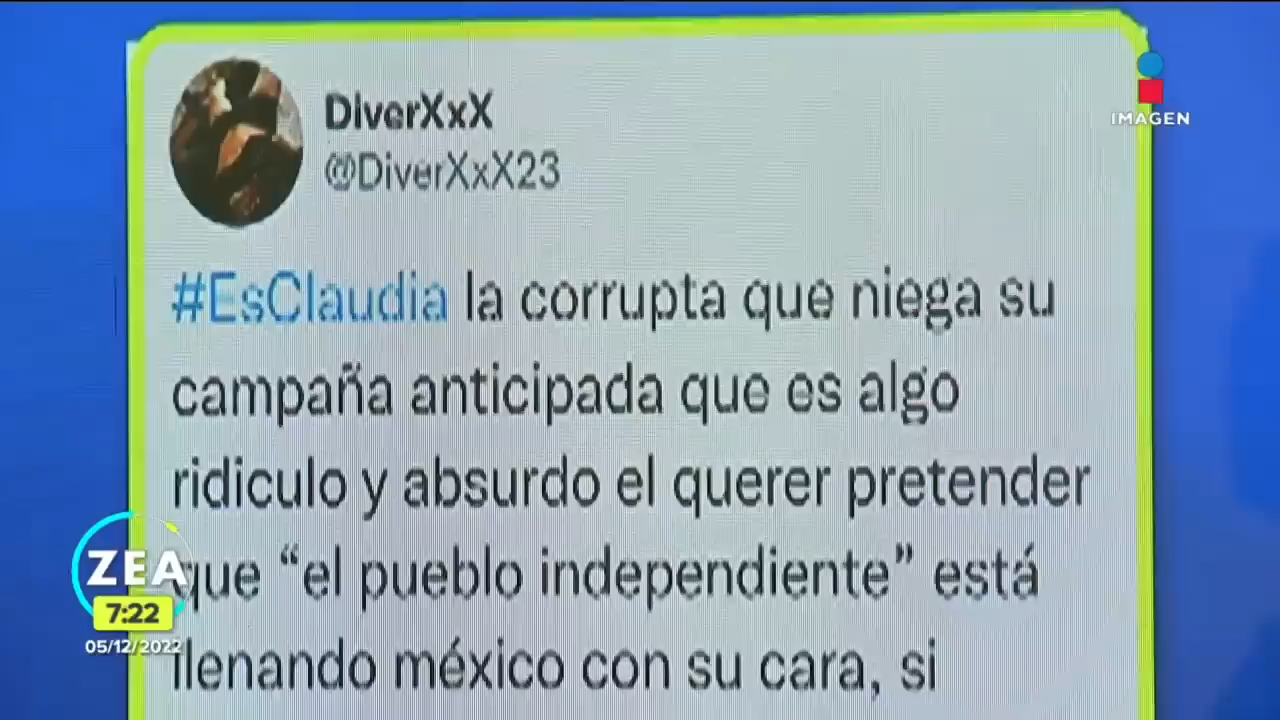 DiverXxX
@DiverXxX23
IMAGEN
#EsClaudia la corrupta que niega su
campaña anticipada que es algo
ridiculo y absurdo el querer pretender
que “el pueblo independiente” está
llenando méxico con su cara, si
ZEA
7:22
05/12/2022